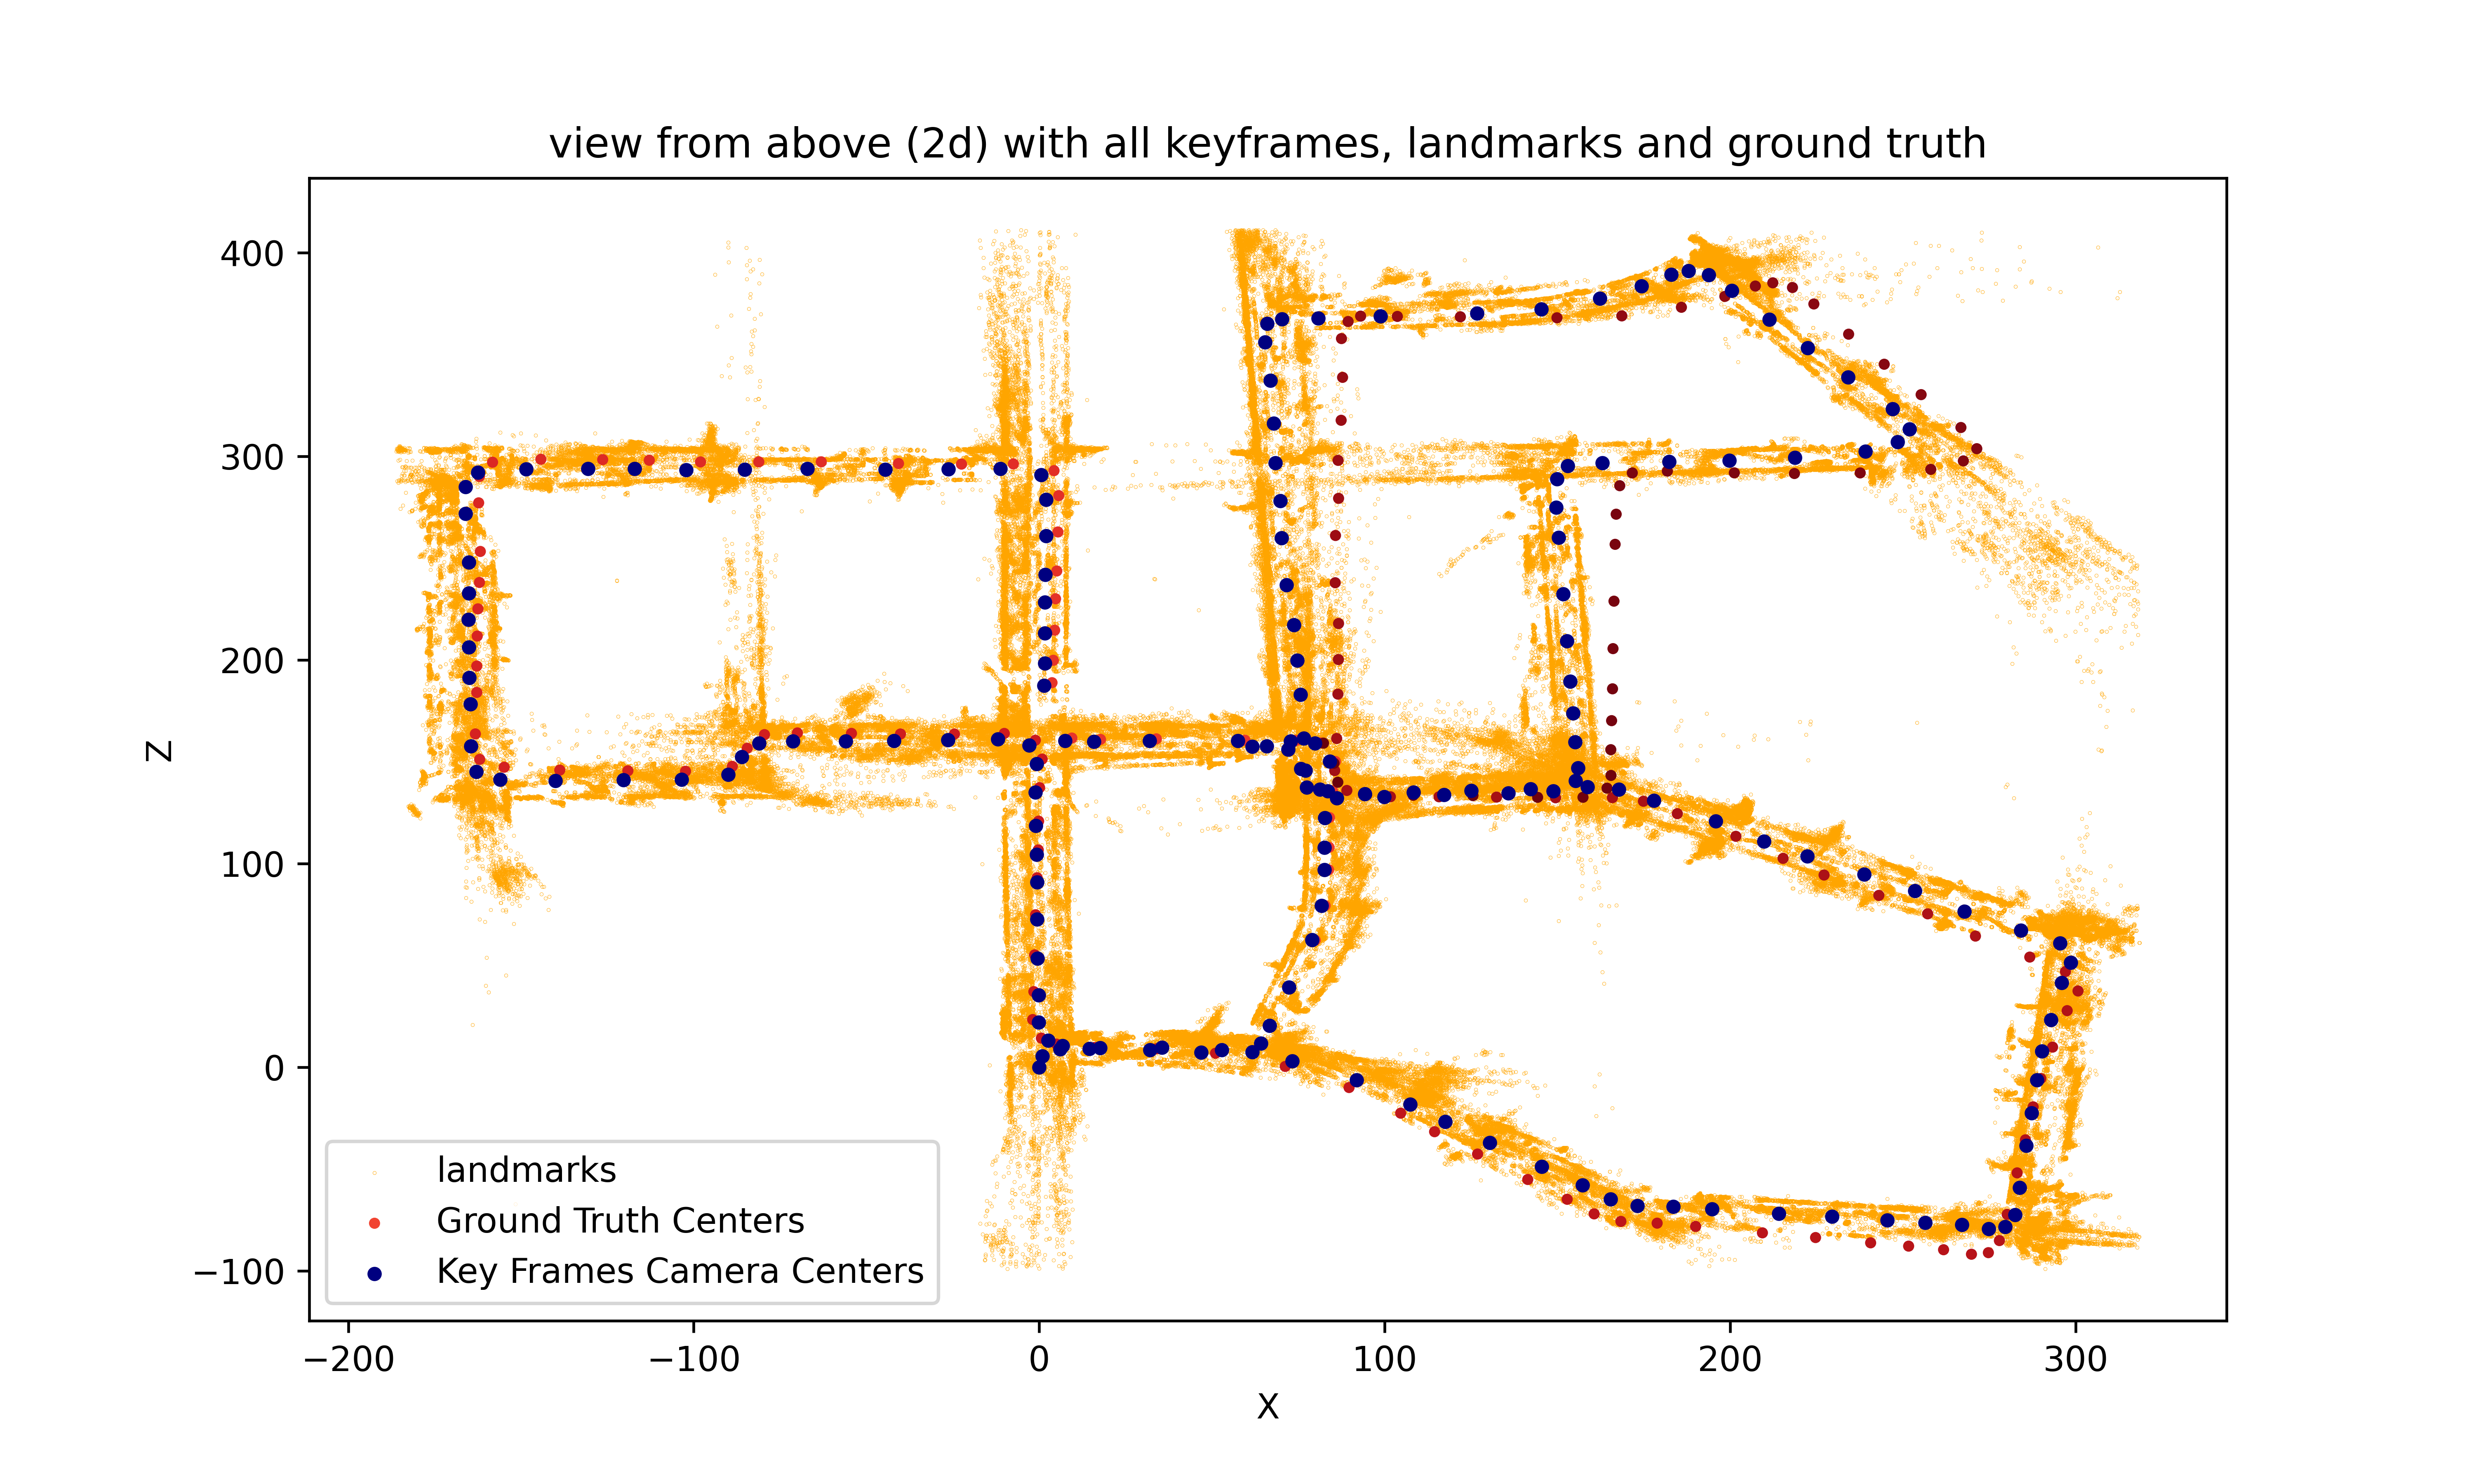 view from above (2d) with all keyframes, landmarks and ground truth
400
300
200
100
0
−100
Z
landmarks
Ground Truth Centers
Key Frames Camera Centers
−200
−100
0
100
200
300
X